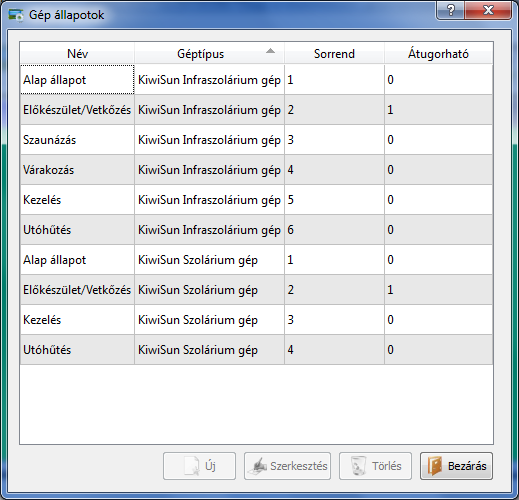 Gép állapotok
Név Géptípus Sorrend Átugorható
Alap állapot KiwiSun Infraszolárium gép 1 0
Előkészület/Vetkőzés KiwiSun Infraszolárium gép 2 1
Szaunázás KiwiSun Infraszolárium gép 3 0
Várakozás KiwiSun Infraszolárium gép 4 0
Kezelés KiwiSun Infraszolárium gép 5 0
Utóhűtés KiwiSun Infraszolárium gép 6 0
Alap állapot KiwiSun Szolárium gép 1 0
Előkészület/Vetkőzés KiwiSun Szolárium gép 2 1
Kezelés KiwiSun Szolárium gép 3 0
Utóhűtés KiwiSun Szolárium gép 4 0
Új Szerkesztés Törlés Bezárás